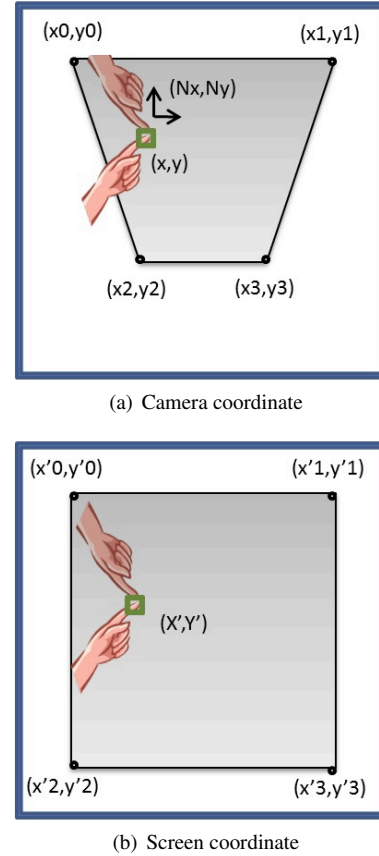 (x0,y0) (x1,y1)
(Nx,Ny)
(x,y)
(x2,y2) (x3,y3)
(a) Camera coordinate
(x’0,y’0) (x’1,y’1)
(X’,Y’)
(x’2,y’2) (x’3,y’3)
(b) Screen coordinate